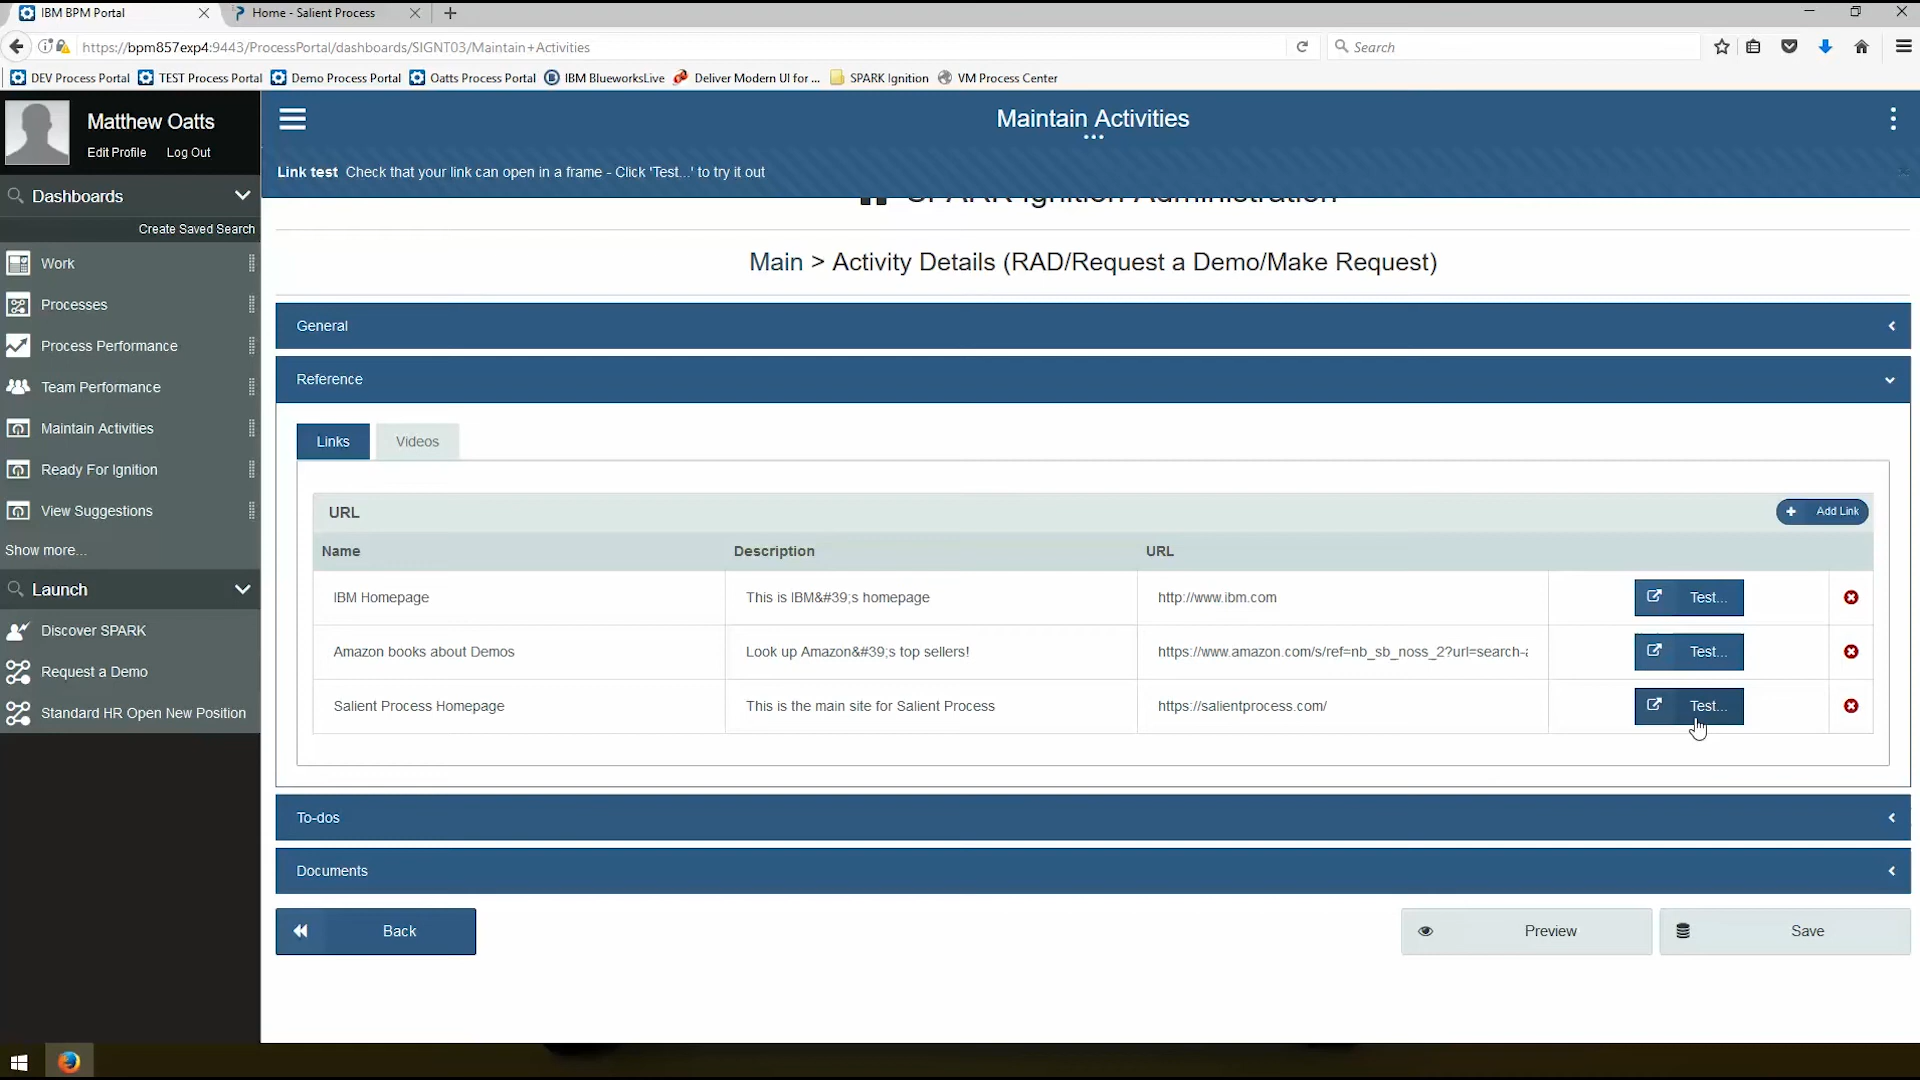 IBM BPM Portal
Home - Salient Process
https://bpm857exp4:9443/ProcessPortal/dashboards/SIGNT03/Maintain+Activities
Search
DEV Process Portal
TEST Process Portal
Demo Process Portal
Oatts Process Portal
IBM BlueworksLive
Deliver Modern UI for ...
SPARK Ignition
VM Process Center
Matthew Oatts
Edit Profile
Log Out
Dashboards
Create Saved Search
Work
Processes
Process Performance
Team Performance
Maintain Activities
Ready For Ignition
View Suggestions
Show more...
Launch
Discover SPARK
Request a Demo
Standard HR Open New Position
Maintain Activities
Link test Check that your link can open in a frame - Click 'Test...' to try it out
SPARK Ignition Administration
Main > Activity Details (RAD/Request a Demo/Make Request)
General
Reference
Links
Videos
URL
Add Link
Name Description URL
IBM Homepage This is IBM&#39;s homepage http://www.ibm.com Test...
Amazon books about Demos Look up Amazon&#39;s top sellers! https://www.amazon.com/s/ref=nb_sb_noss_2?url=search- Test...
Salient Process Homepage This is the main site for Salient Process https://salientprocess.com/ Test...
To-dos
Documents
Back
Preview
Save